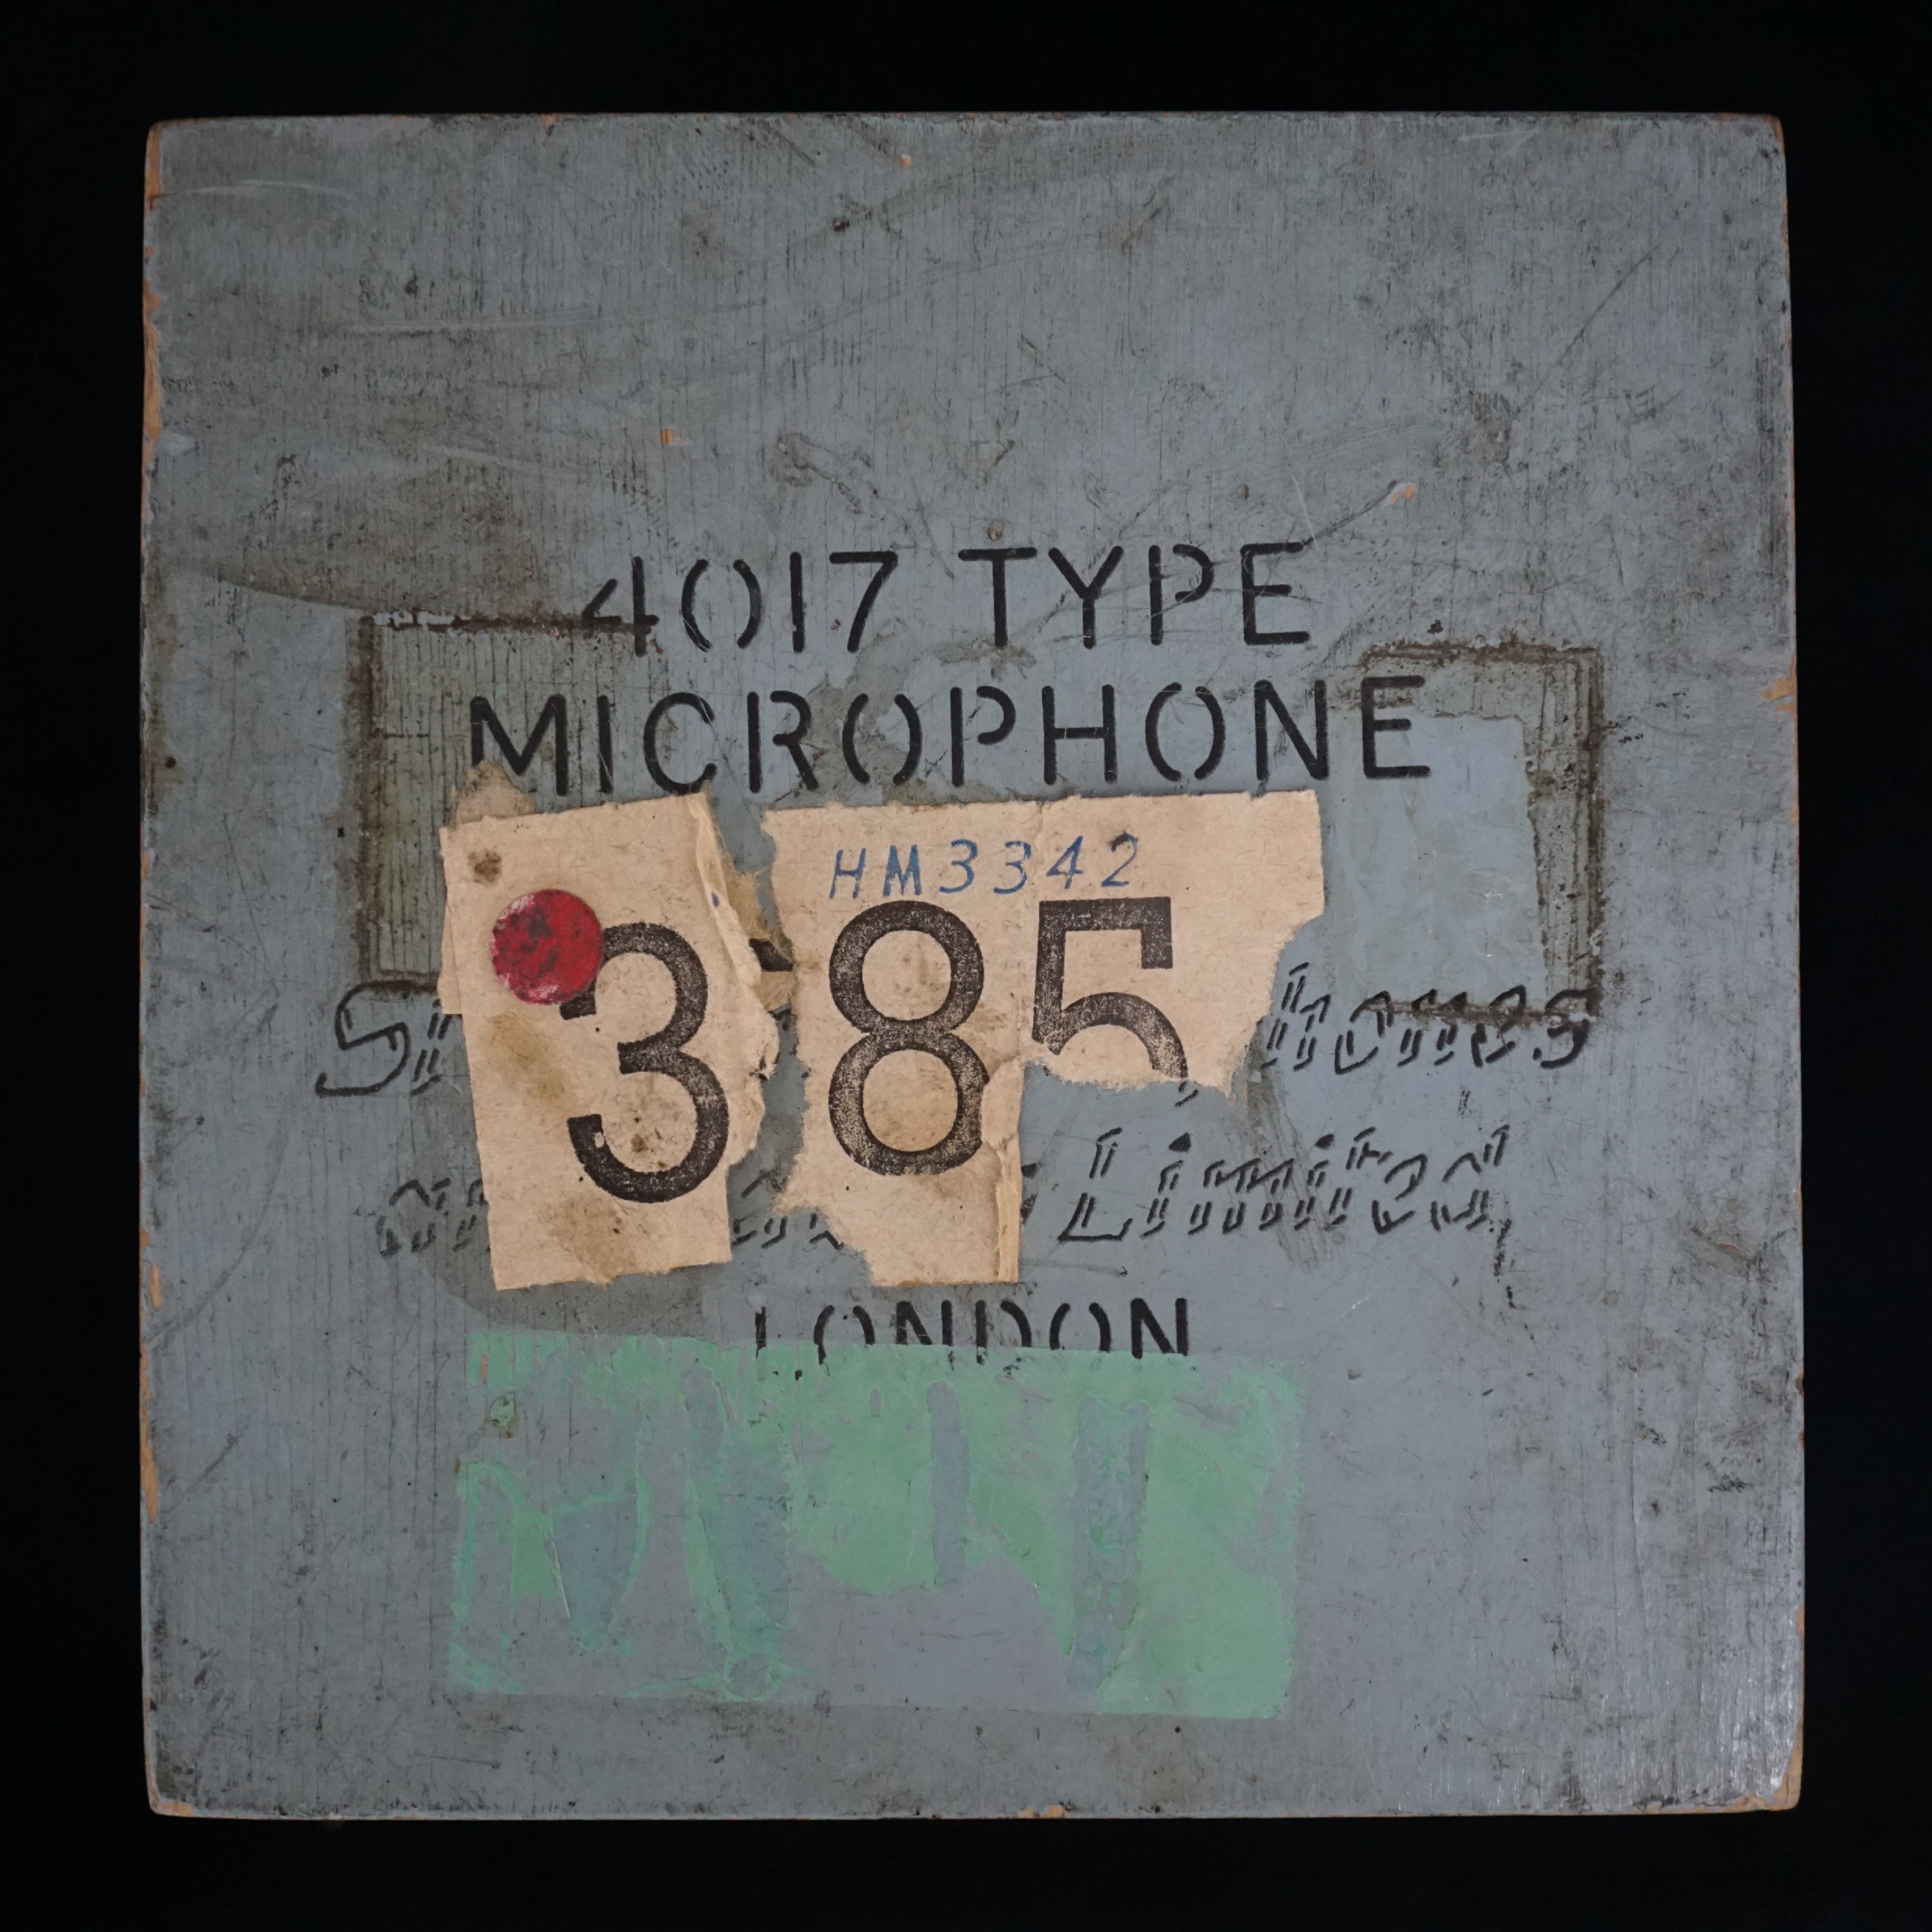 4017 TYPE
MICROPHONE
HM3342
385
Limited
LONDON